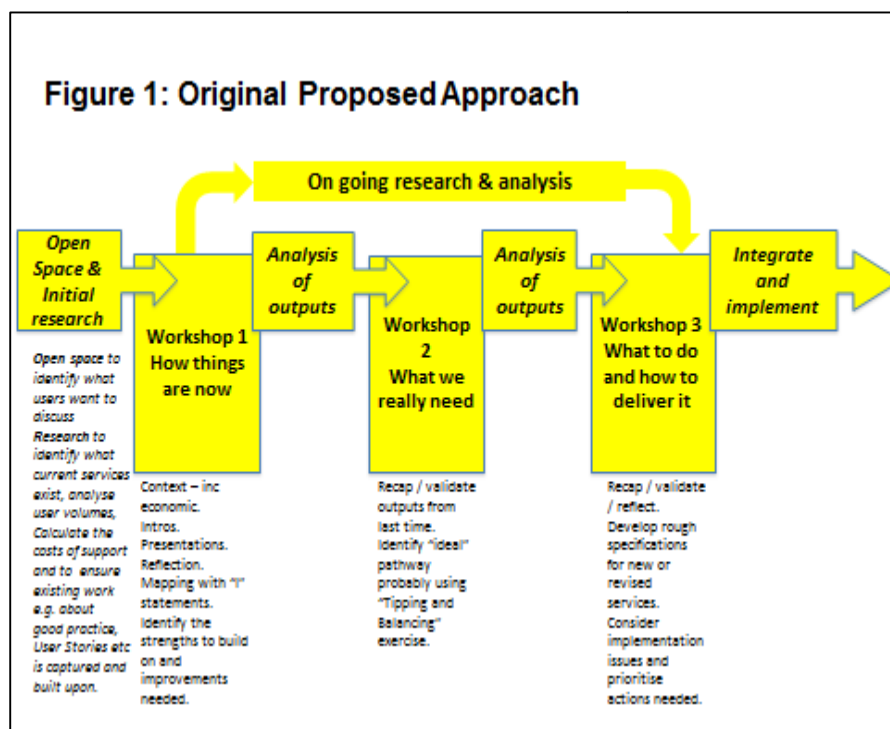 Figure 1: Original Proposed Approach
On going research & analysis
Open
Space &
Initial
research
Analysis
of
outputs
Analysis
of
outputs
Integrate
and
implement
Workshop 1
How things
are now
Workshop
2
What we
really need
Workshop 3
What to do
and how to
deliver it
Open space to
identify what
users want to
discuss
Research to
identify what
current services
exist, analyse
user volumes,
Calculate the
costs of support
and to ensure
existing work
e.g. about
good practice,
User Stories etc
is captured and
built upon.
Context – inc
economic.
Intros.
Presentations.
Reflection.
Mapping with "I"
statements.
Identify the
strengths to build
on and
improvements
needed.
Recap / validate
outputs from
last time.
Identify "ideal"
pathway
probably using
"Tipping and
Balancing"
exercise.
Recap / validate
/ reflect.
Develop rough
specifications
for new or
revised
services.
Consider
implementation
issues and
prioritise
actions needed.